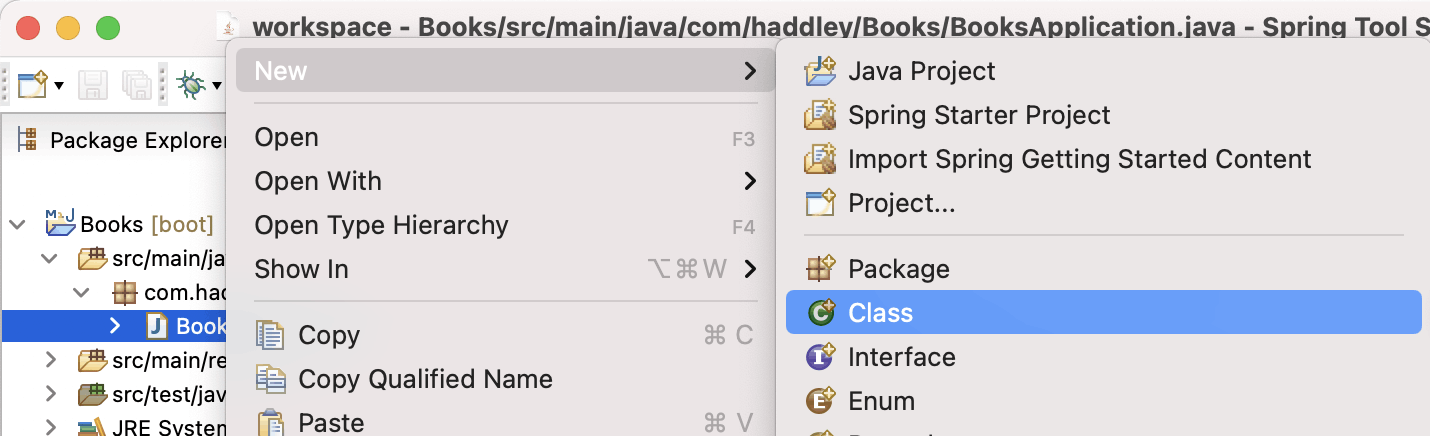 workspace - Books/src/main/java/com/haddley/Books/BooksApplication.java - Spring Tool S
New
Open F3
Open With
Open Type Hierarchy F4
Show In ⌥⌘W
Copy ⌘ C
Copy Qualified Name
Paste ⌘ V
Java Project
Spring Starter Project
Import Spring Getting Started Content
Project...
Package
Class
Interface
Enum
Package Explorer
Books [boot]
src/main/ja
com.had
Book
src/main/re
src/test/jav
JRE System